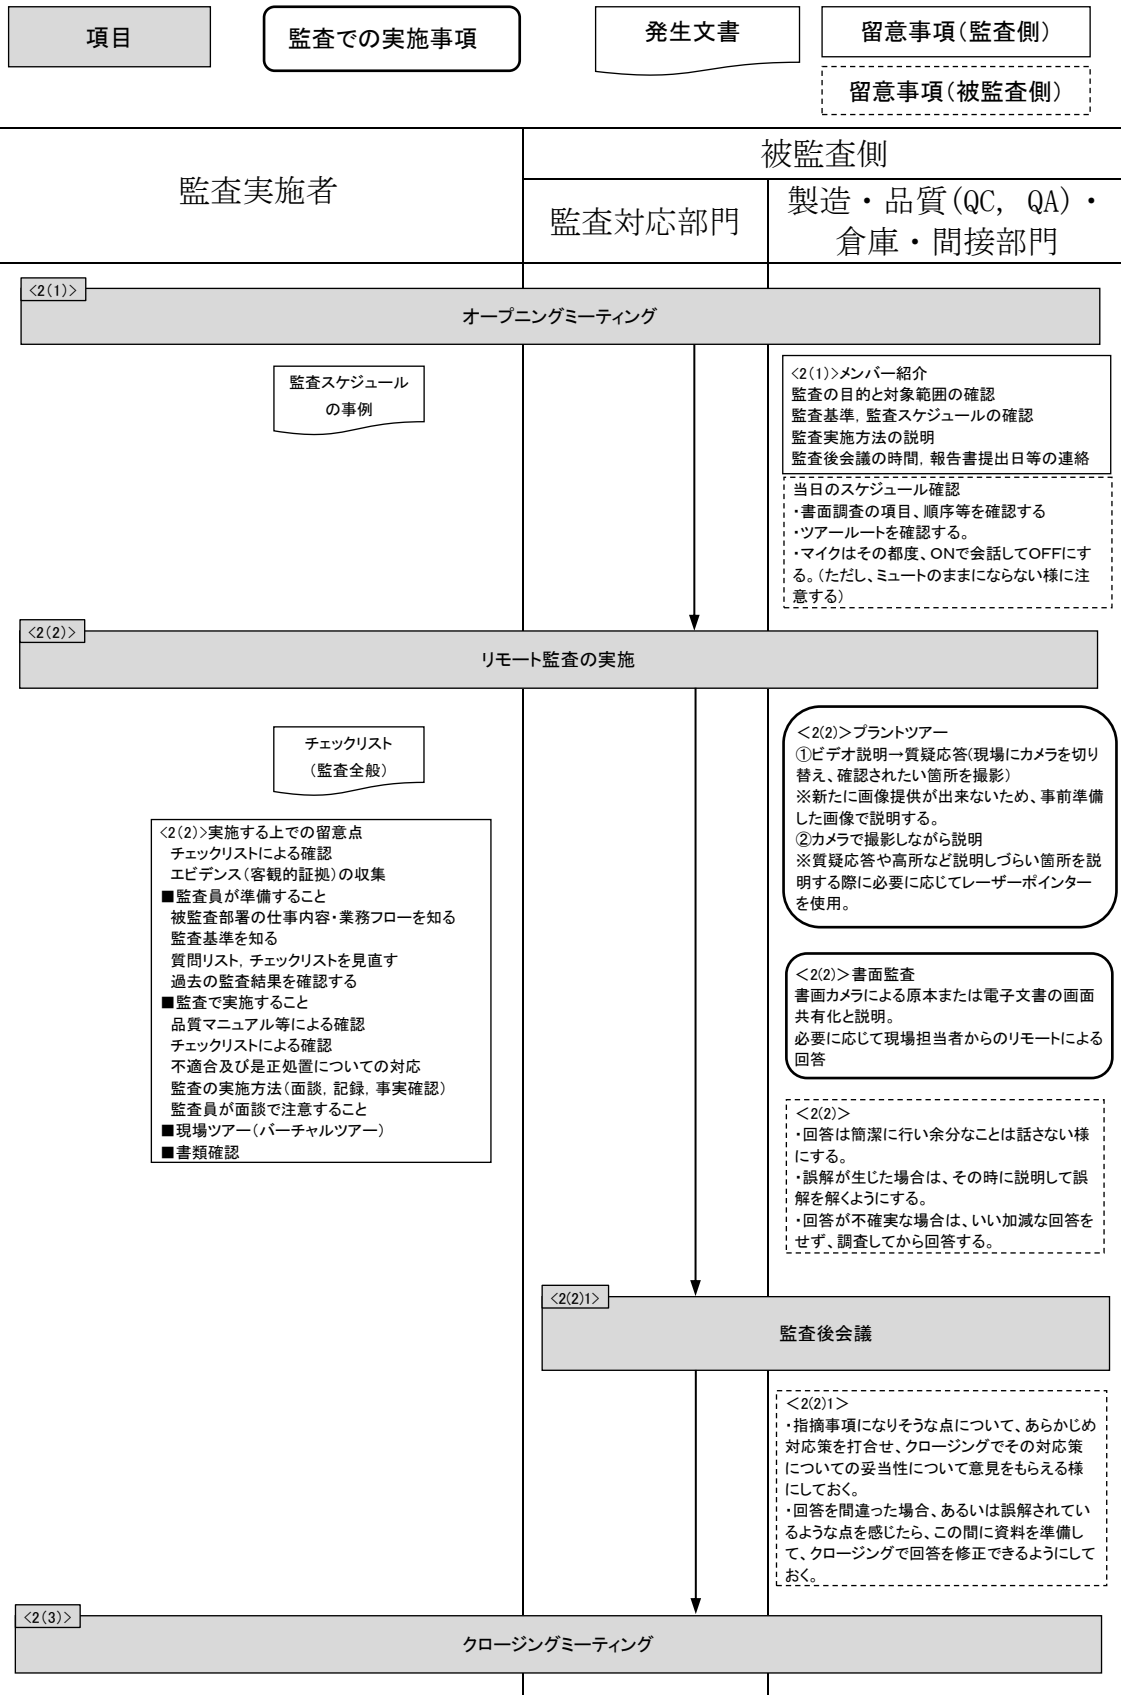 項目
監査での実施事項
発生文書
留意事項(監査側)
留意事項(被監査側)
監査実施者
被監査側
監査対応部門
製造・品質(QC, QA)・
倉庫・間接部門
<2(1)>
オープニングミーティング
監査スケジュール
の事例
<2(1)>メンバー紹介
監査の目的と対象範囲の確認
監査基準, 監査スケジュールの確認
監査実施方法の説明
監査後会議の時間, 報告書提出日等の連絡
当日のスケジュール確認
・書面調査の項目、順序等を確認する
・ツアールートを確認する。
・マイクはその都度、ONで会話してOFFにす
る。(ただし、ミュートのままにならない様に注
意する)
<2(2)>
リモート監査の実施
チェックリスト
(監査全般)
<2(2)>実施する上での留意点
チェックリストによる確認
エビデンス(客観的証拠)の収集
■監査員が準備すること
被監査部署の仕事内容・業務フローを知る
監査基準を知る
質問リスト, チェックリストを見直す
過去の監査結果を確認する
■監査で実施すること
品質マニュアル等による確認
チェックリストによる確認
不適合及び是正処置についての対応
監査の実施方法(面談, 記録, 事実確認)
監査員が面談で注意すること
■現場ツアー(バーチャルツアー)
■書類確認
<2(2)>プラントツアー
①ビデオ説明→質疑応答(現場にカメラを切り
替え、確認されたい箇所を撮影)
※新たに画像提供が出来ないため、事前準備
した画像で説明する。
②カメラで撮影しながら説明
※質疑応答や高所など説明しづらい箇所を説
明する際に必要に応じてレーザーポインター
を使用。
<2(2)>書面監査
書画カメラによる原本または電子文書の画面
共有化と説明。
必要に応じて現場担当者からのリモートによる
回答
<2(2)>
・回答は簡潔に行い余分なことは話さない様
にする。
・誤解が生じた場合は、その時に説明して誤
解を解くようにする。
・回答が不確実な場合は、いい加減な回答を
せず、調査してから回答する。
<2(2)1>
監査後会議
<2(2)1>
・指摘事項になりそうな点について、あらかじめ
対応策を打合せ、クロージングでその対応策
についての妥当性について意見をもらえる様
にしておく。
・回答を間違った場合、あるいは誤解されてい
るような点を感じたら、この間に資料を準備し
て、クロージングで回答を修正できるようにして
おく。
<2(3)>
クロージングミーティング